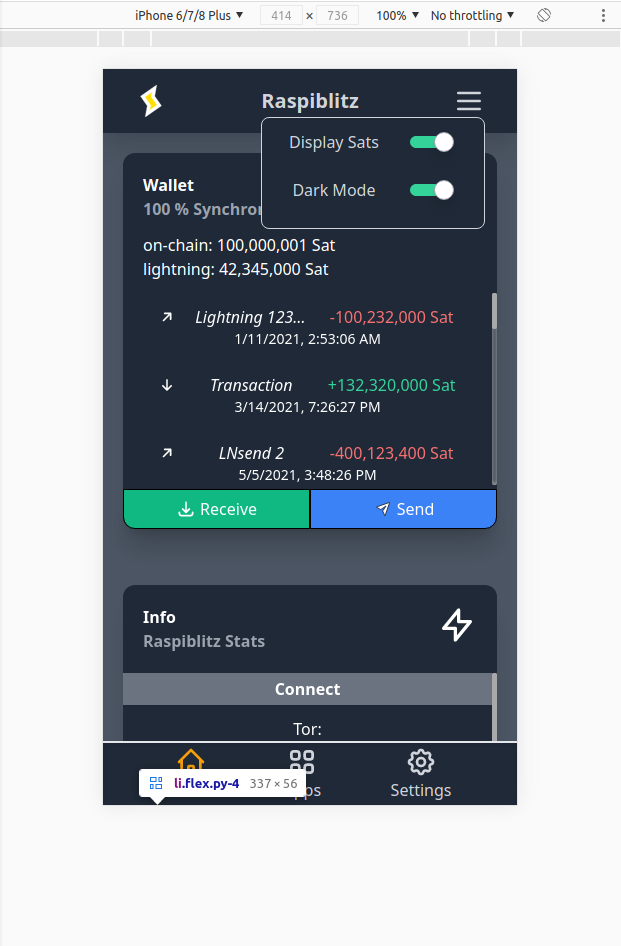 iPhone 6/7/8 Plus ▼ 414 × 736 100% ▼ No throttling ▼
Raspiblitz
Display Sats
Dark Mode
Wallet
100 % Synchron
on-chain: 100,000,001 Sat
lightning: 42,345,000 Sat
Lightning 123... -100,232,000 Sat
1/11/2021, 2:53:06 AM
Transaction +132,320,000 Sat
3/14/2021, 7:26:27 PM
LNsend 2 -400,123,400 Sat
5/5/2021, 3:48:26 PM
Receive Send
Info
Raspiblitz Stats
Connect
Tor:
li.flex.py-4 337 × 56
Settings